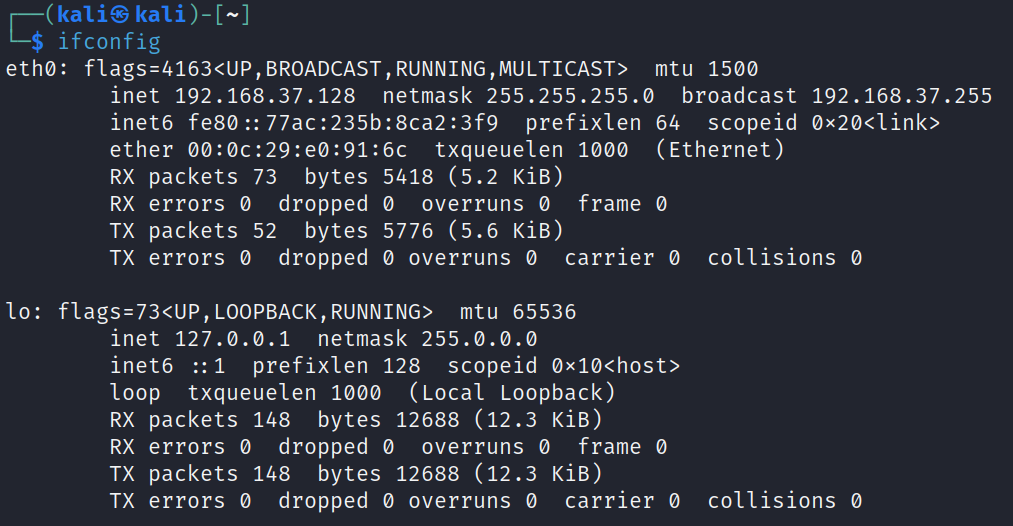 ┌──(kali㉿kali)-[~]
└─$ ifconfig
eth0: flags=4163<UP,BROADCAST,RUNNING,MULTICAST>  mtu 1500
        inet 192.168.37.128  netmask 255.255.255.0  broadcast 192.168.37.255
        inet6 fe80::77ac:235b:8ca2:3f9  prefixlen 64  scopeid 0x20<link>
        ether 00:0c:29:e0:91:6c  txqueuelen 1000  (Ethernet)
        RX packets 73  bytes 5418 (5.2 KiB)
        RX errors 0  dropped 0  overruns 0  frame 0
        TX packets 52  bytes 5776 (5.6 KiB)
        TX errors 0  dropped 0 overruns 0  carrier 0  collisions 0

lo: flags=73<UP,LOOPBACK,RUNNING>  mtu 65536
        inet 127.0.0.1  netmask 255.0.0.0
        inet6 ::1  prefixlen 128  scopeid 0x10<host>
        loop  txqueuelen 1000  (Local Loopback)
        RX packets 148  bytes 12688 (12.3 KiB)
        RX errors 0  dropped 0  overruns 0  frame 0
        TX packets 148  bytes 12688 (12.3 KiB)
        TX errors 0  dropped 0 overruns 0  carrier 0  collisions 0